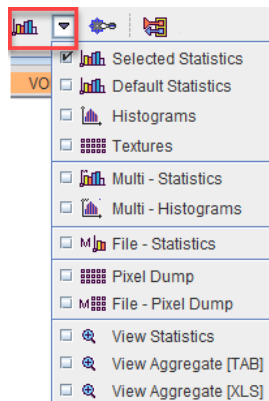 VO
Selected Statistics
Default Statistics
Histograms
Textures
Multi - Statistics
Multi - Histograms
M File - Statistics
Pixel Dump
M File - Pixel Dump
View Statistics
View Aggregate [TAB]
View Aggregate [XLS]